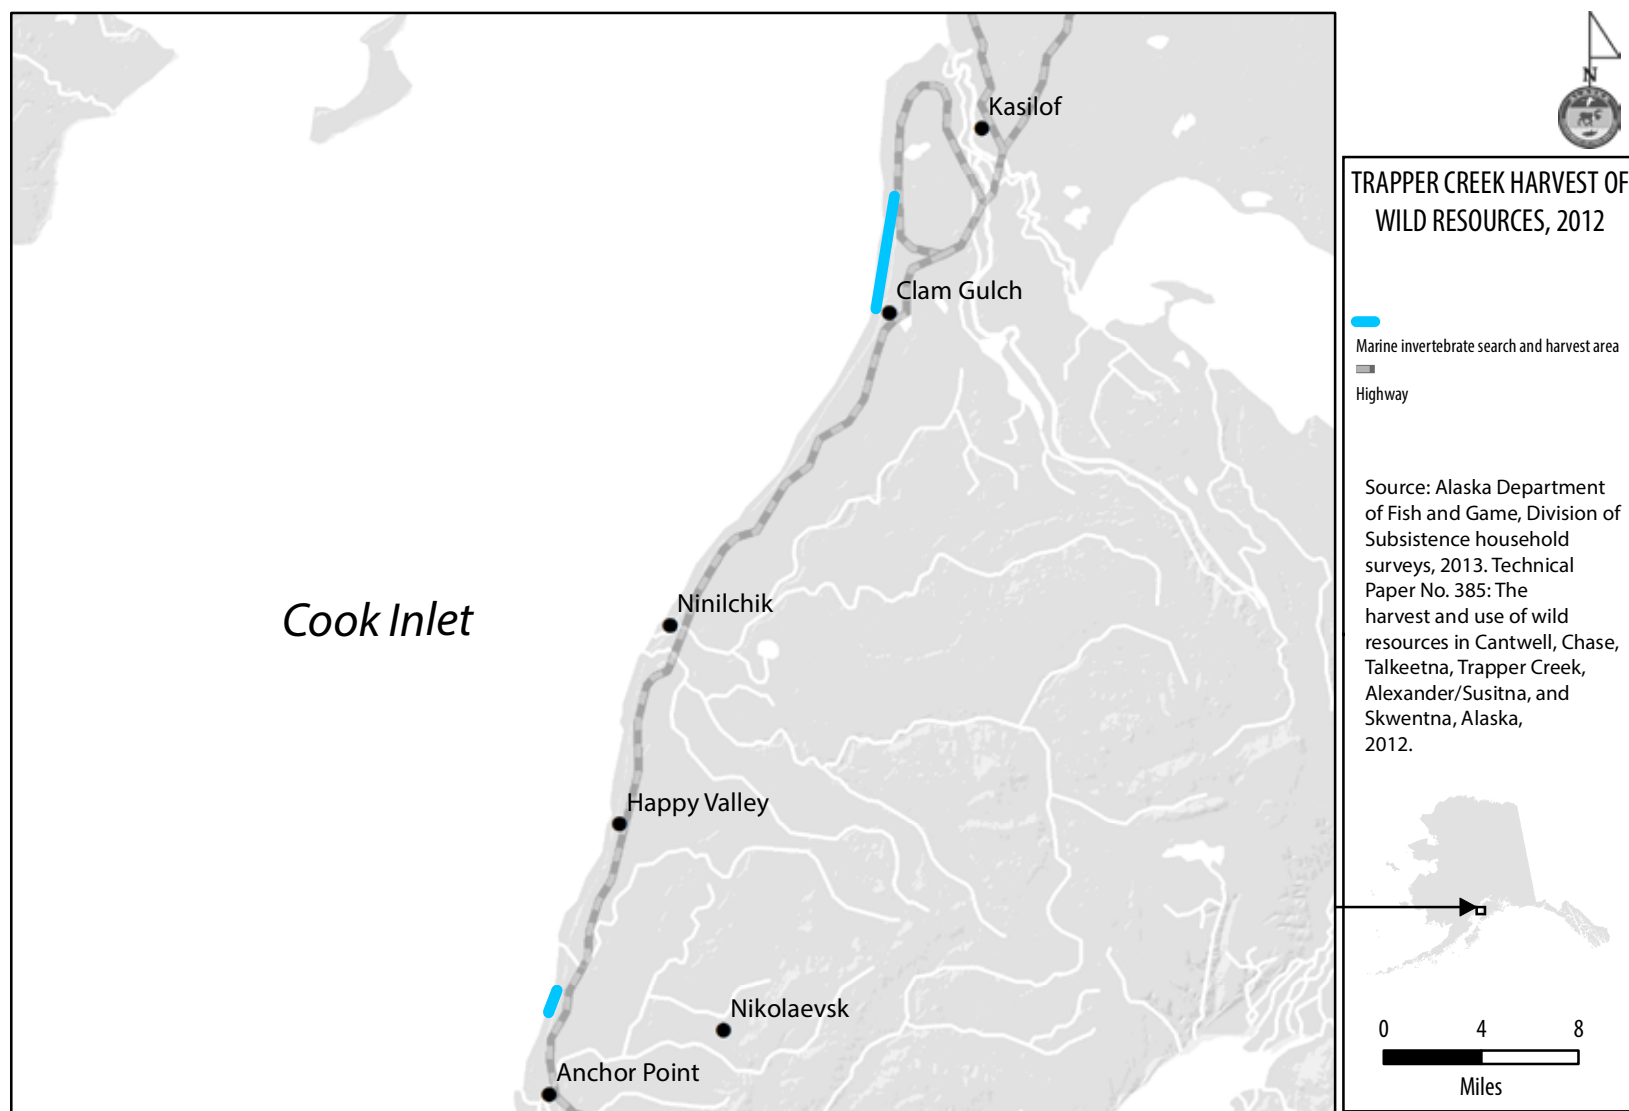 Kasilof
Clam Gulch
Ninilchik
Cook Inlet
Happy Valley
Nikolaevsk
Anchor Point
N
ALASKA
TRAPPER CREEK HARVEST OF
WILD RESOURCES, 2012
Marine invertebrate search and harvest area
Highway
Source: Alaska Department
of Fish and Game, Division of
Subsistence household
surveys, 2013. Technical
Paper No. 385: The
harvest and use of wild
resources in Cantwell, Chase,
Talkeetna, Trapper Creek,
Alexander/Susitna, and
Skwentna, Alaska,
2012.
0 4 8
Miles